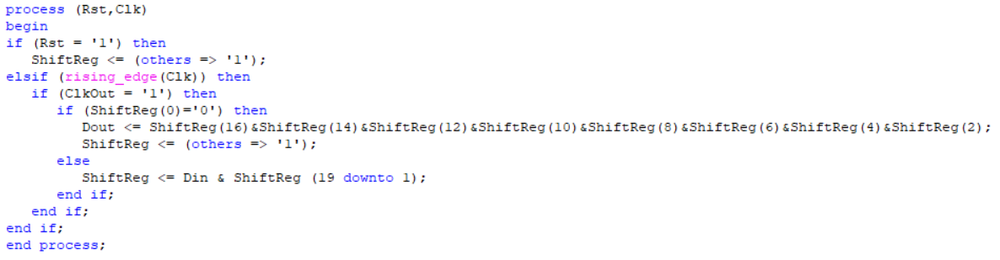 process (Rst,Clk)
begin
if (Rst = '1') then
   ShiftReg <= (others => '1');
elsif (rising_edge(Clk)) then
   if (ClkOut = '1') then
      if (ShiftReg(0)='0') then
         Dout <= ShiftReg(16)&ShiftReg(14)&ShiftReg(12)&ShiftReg(10)&ShiftReg(8)&ShiftReg(6)&ShiftReg(4)&ShiftReg(2);
         ShiftReg <= (others => '1');
      else
         ShiftReg <= Din & ShiftReg (19 downto 1);
      end if;
   end if;
end if;
end process;